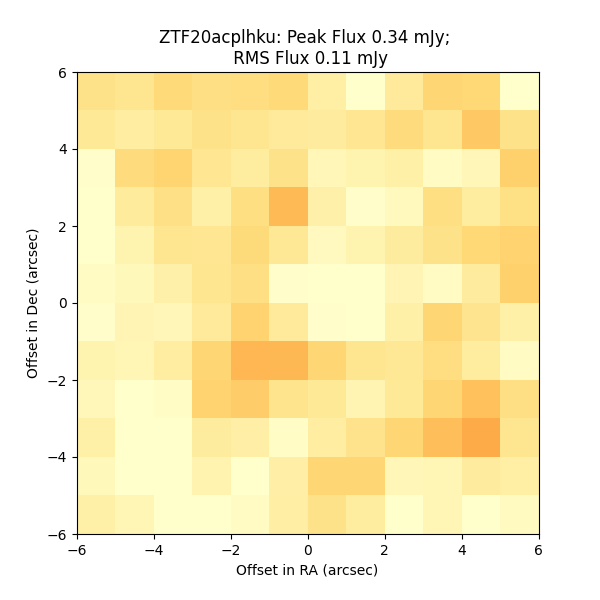 ZTF20acplhku: Peak Flux 0.34 mJy;
RMS Flux 0.11 mJy
6
4
2
0
−2
−4
−6
Offset in Dec (arcsec)
−6 −4 −2 0 2 4 6
Offset in RA (arcsec)